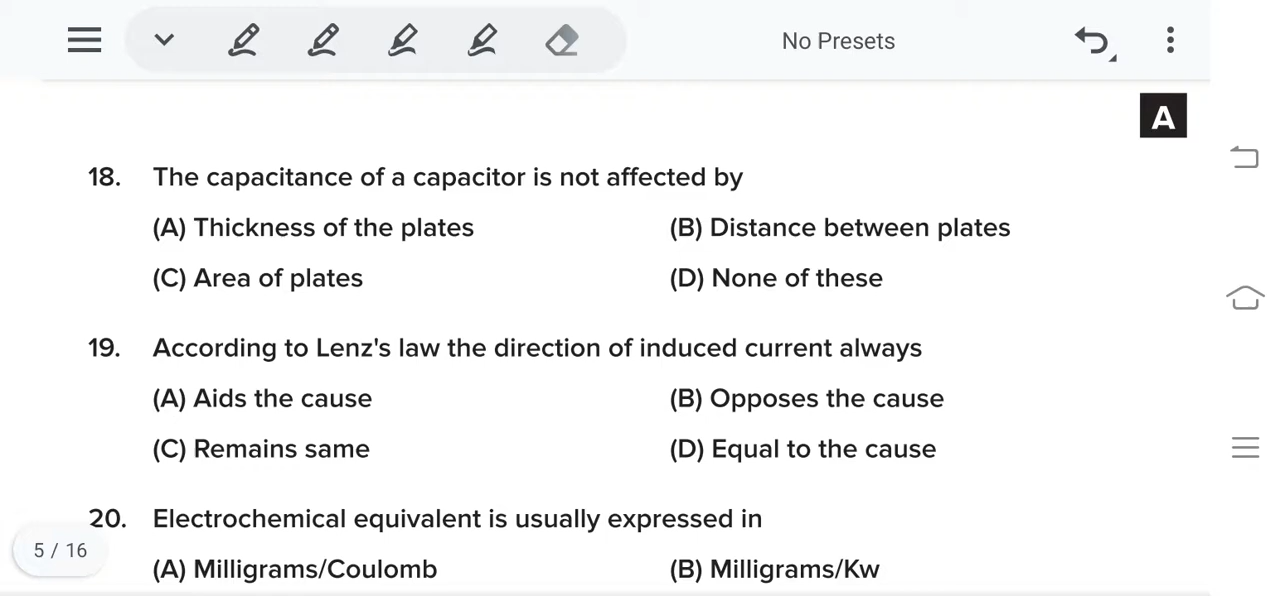 No Presets
A
18. The capacitance of a capacitor is not affected by
(A) Thickness of the plates (B) Distance between plates
(C) Area of plates (D) None of these
19. According to Lenz's law the direction of induced current always
(A) Aids the cause (B) Opposes the cause
(C) Remains same (D) Equal to the cause
20. Electrochemical equivalent is usually expressed in
5 / 16
(A) Milligrams/Coulomb (B) Milligrams/Kw